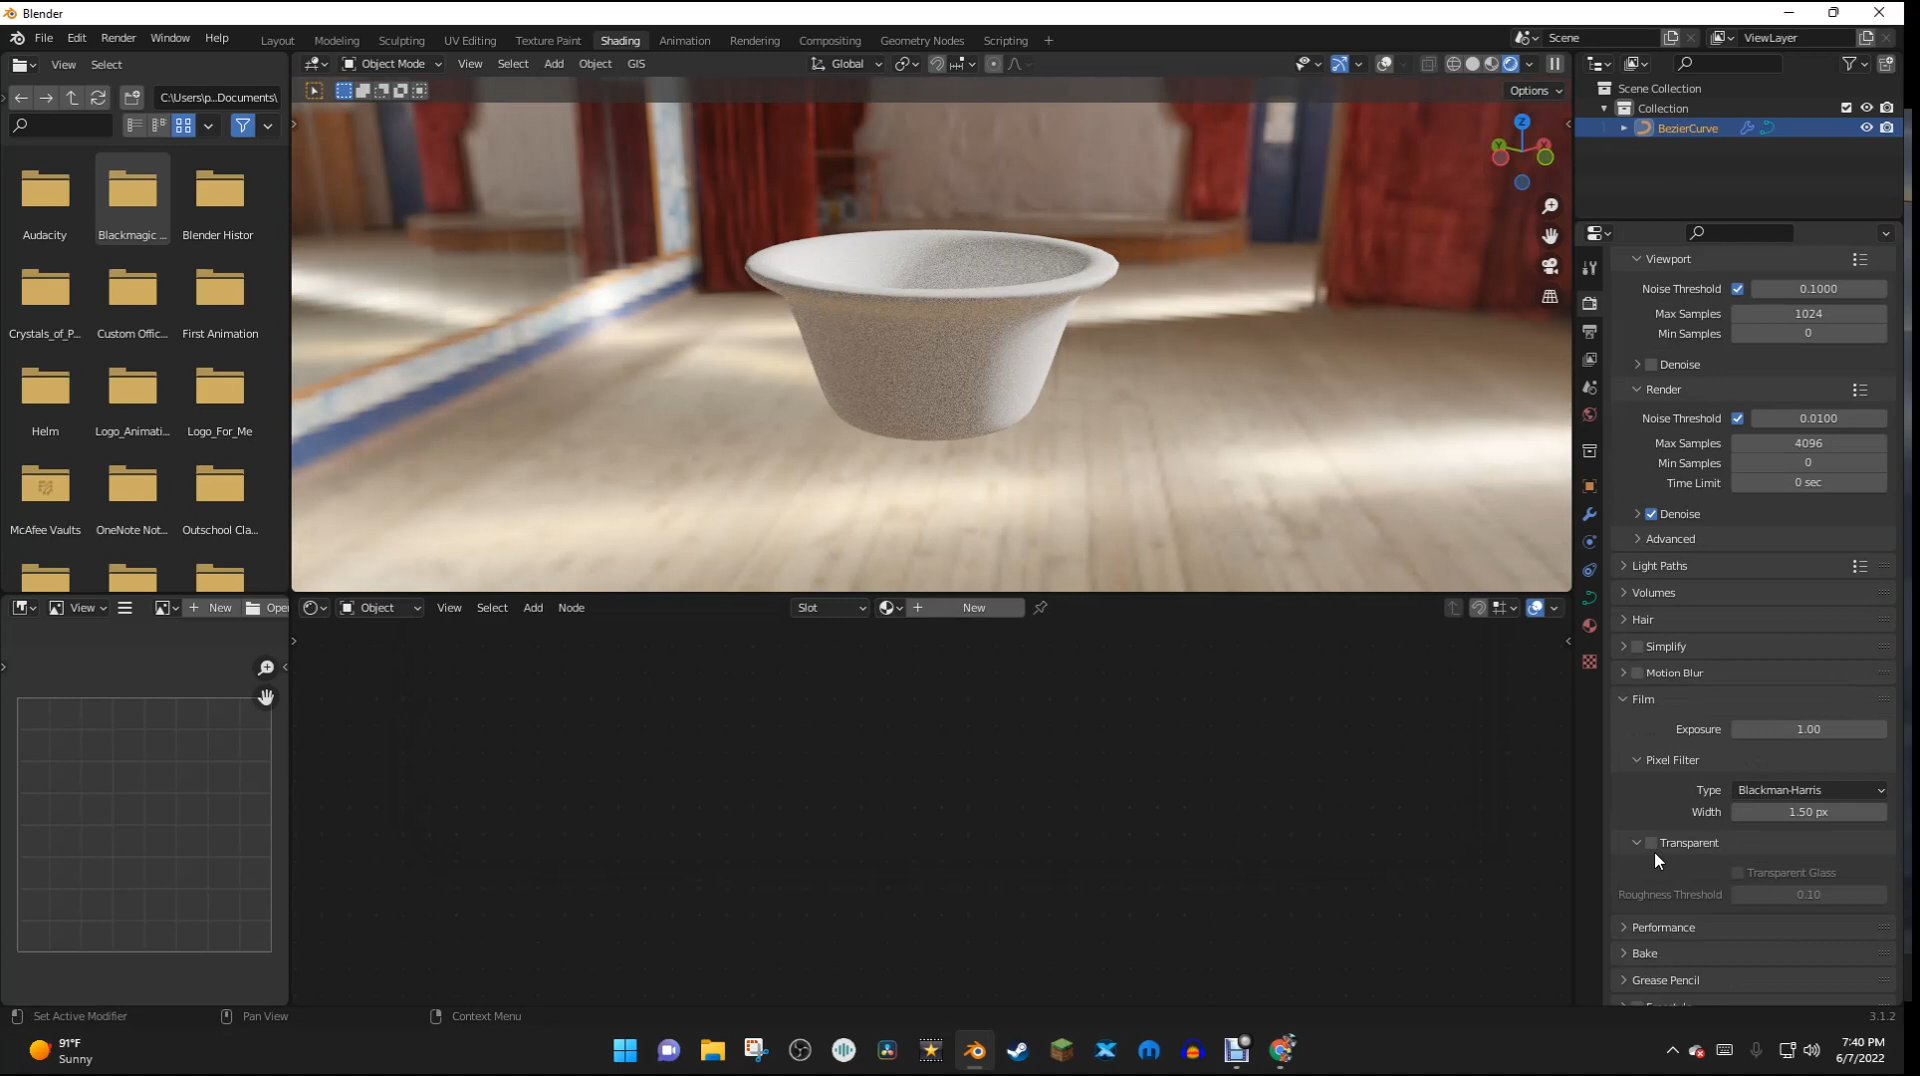 Blender
File Edit Render Window Help
Layout Modeling Sculpting UV Editing Texture Paint Shading Animation Rendering Compositing Geometry Nodes Scripting +
Scene
ViewLayer
View Select
Object Mode View Select Add Object GIS
Global
Options
C:\Users\p...Documents\
Audacity
Blackmagic ...
Blender Histor
Crystals_of_P...
Custom Offic...
First Animation
Helm
Logo_Animati...
Logo_For_Me
McAfee Vaults
OneNote Not...
Outschool Cla...
Z
Y
X
Scene Collection
Collection
BezierCurve
Viewport
Noise Threshold 0.1000
Max Samples 1024
Min Samples 0
Denoise
Render
Noise Threshold 0.0100
Max Samples 4096
Min Samples 0
Time Limit 0 sec
Denoise
Advanced
Light Paths
Volumes
Hair
Simplify
Motion Blur
Film
Exposure 1.00
Pixel Filter
Type Blackman-Harris
Width 1.50 px
Transparent
Transparent Glass
Roughness Threshold 0.10
Performance
Bake
Grease Pencil
View + New Ope
Object View Select Add Node
Slot
+ New
Set Active Modifier
Pan View
Context Menu
3.1.2
91°F
Sunny
7:40 PM
6/7/2022